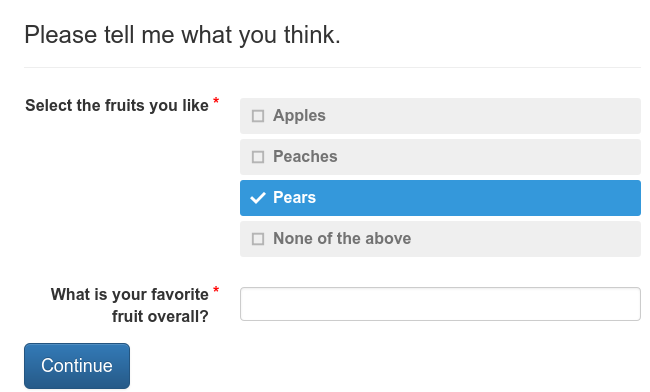 Please tell me what you think.
Select the fruits you like *
Apples
Peaches
Pears
None of the above
What is your favorite *
fruit overall?
Continue